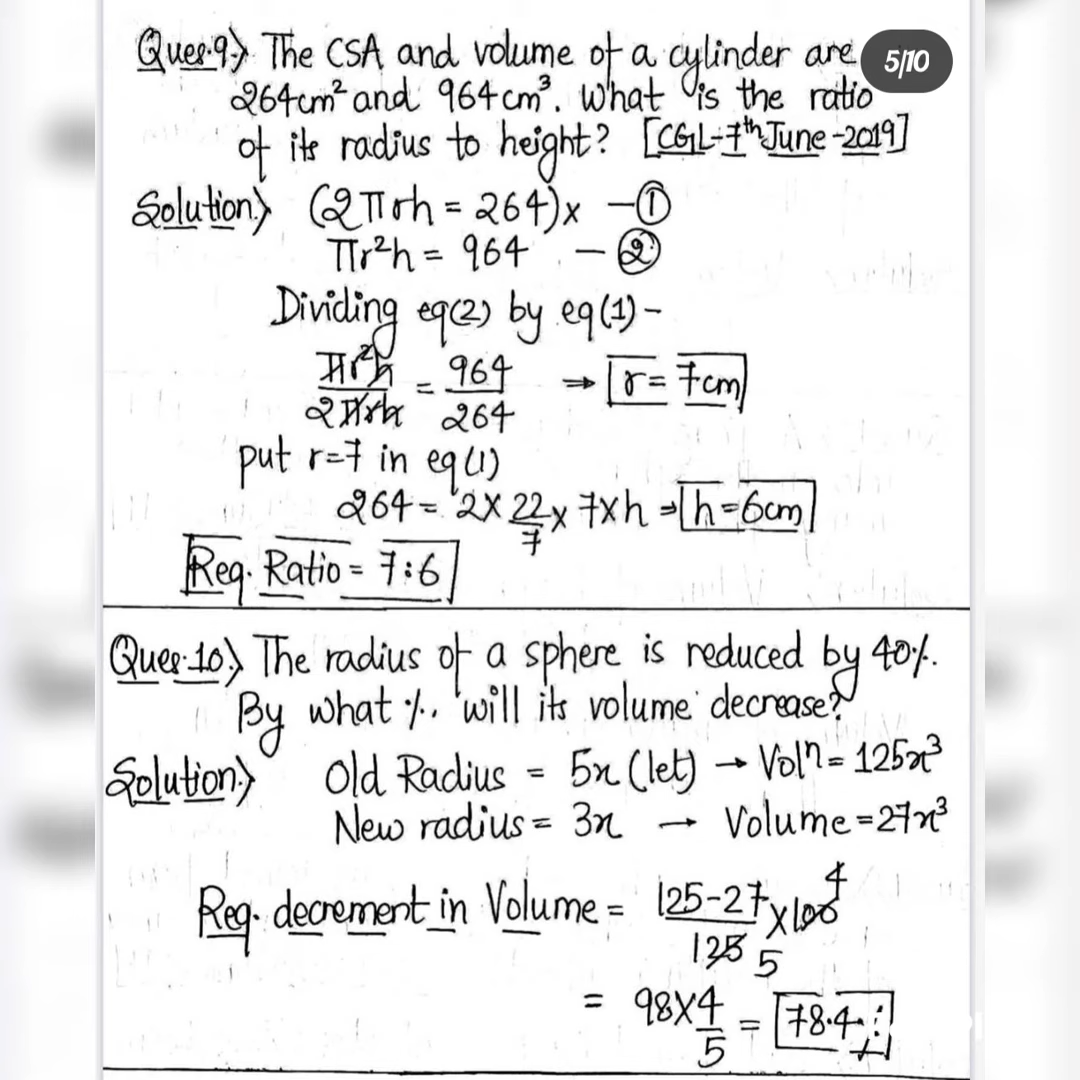 Ques.9.) The CSA and volume of a cylinder are
5/10
264cm² and 964cm³. What is the ratio
of its radius to height? [CGL-7th June-2019]
Solution.) (2πrh = 264)x —①
πr²h = 964 —②
Dividing eq(2) by eq(1) -
πr²h/2πrh = 964/264 ⇒ r = 7cm
put r=7 in eq(1)
264 = 2×22/7×7×h ⇒ h=6cm
Req. Ratio = 7:6
Ques.10.) The radius of a sphere is reduced by 40%.
By what %. will its volume decrease?
Solution.) Old Radius = 5x (let) → Volⁿ = 125x³
New radius = 3x → Volume = 27x³
Req. decrement in Volume = 125-27/125 × 100 4
5
= 98×4/5 = 78.4%